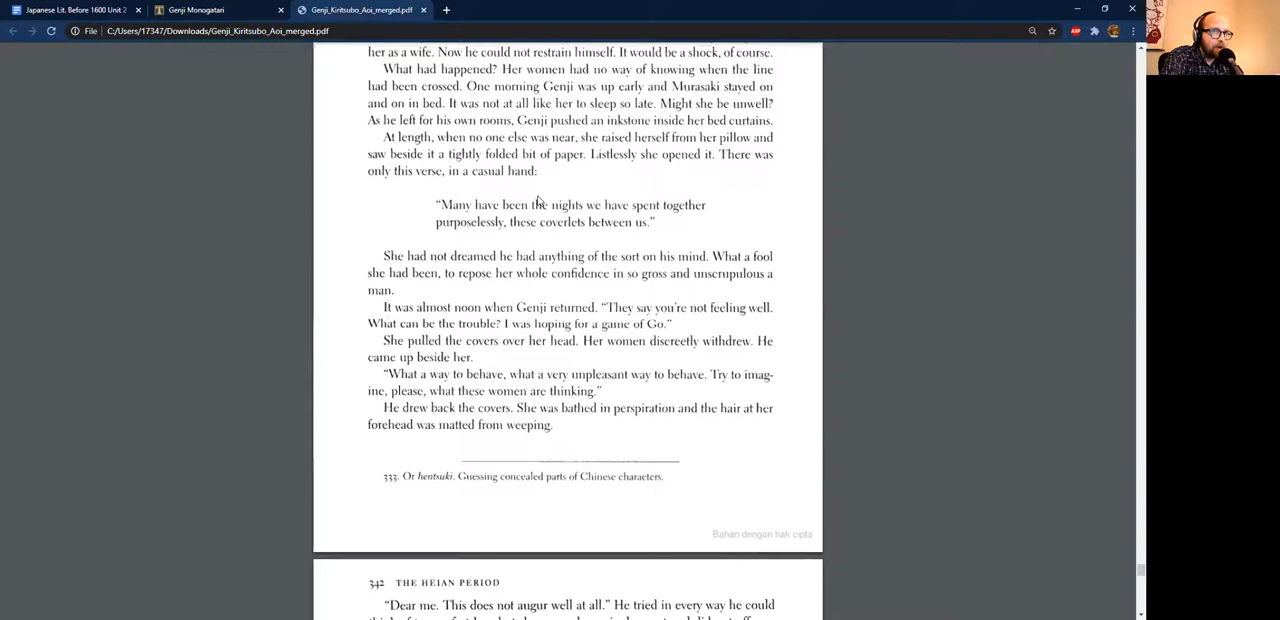 Japanese Lit. Before 1600 Unit 2
Genji Monogatari
Genji_Kiritsubo_Aoi_merged.pdf
File
C:/Users/17347/Downloads/Genji_Kiritsubo_Aoi_merged.pdf
ABP
her as a wife. Now he could not restrain himself. It would be a shock, of course.
What had happened? Her women had no way of knowing when the line
had been crossed. One morning Genji was up early and Murasaki stayed on
and on in bed. It was not at all like her to sleep so late. Might she be unwell?
As he left for his own rooms, Genji pushed an inkstone inside her bed curtains.
At length, when no one else was near, she raised herself from her pillow and
saw beside it a tightly folded bit of paper. Listlessly she opened it. There was
only this verse, in a casual hand:
“Many have been the nights we have spent together
purposelessly, these coverlets between us.”
She had not dreamed he had anything of the sort on his mind. What a fool
she had been, to repose her whole confidence in so gross and unscrupulous a
man.
It was almost noon when Genji returned. “They say you’re not feeling well.
What can be the trouble? I was hoping for a game of Go.”
She pulled the covers over her head. Her women discreetly withdrew. He
came up beside her.
“What a way to behave, what a very unpleasant way to behave. Try to imag-
ine, please, what these women are thinking.”
He drew back the covers. She was bathed in perspiration and the hair at her
forehead was matted from weeping.
333. Or hentsuki. Guessing concealed parts of Chinese characters.
Bahan dengan hak cipta
342 THE HEIAN PERIOD
“Dear me. This does not augur well at all.” He tried in every way he could